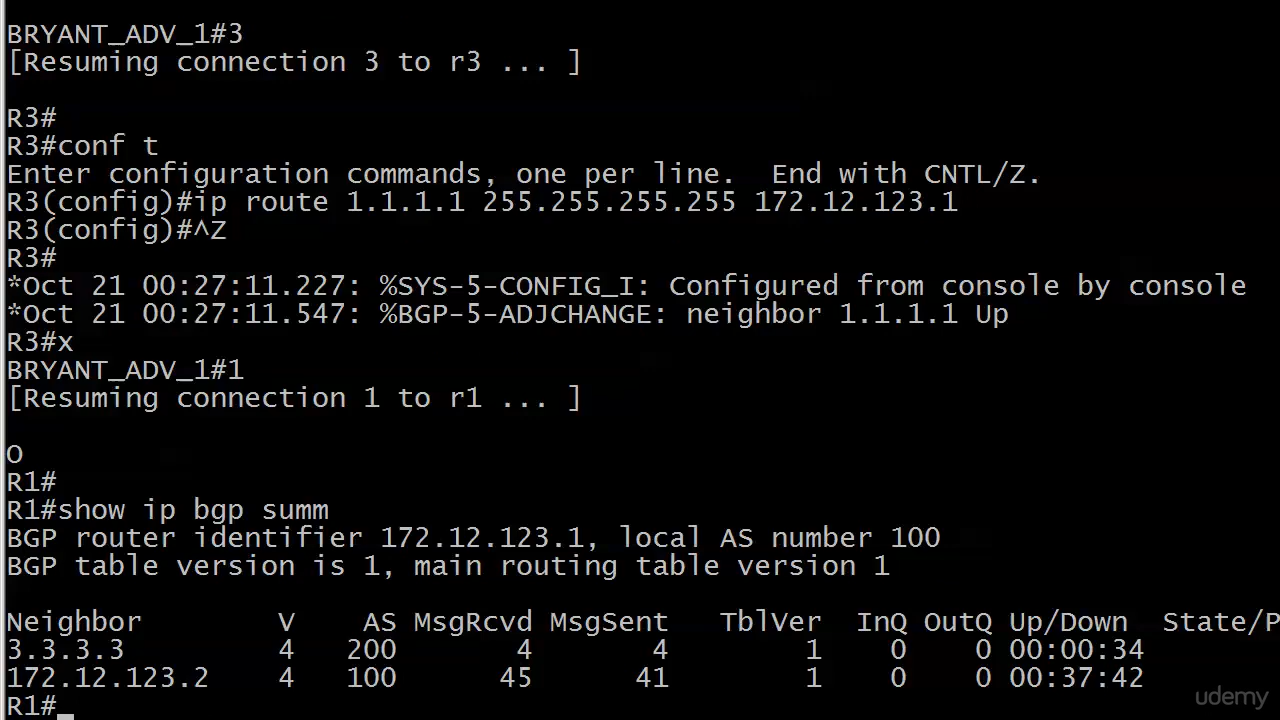 BRYANT_ADV_1#3
[Resuming connection 3 to r3 ... ]
R3#
R3#conf t
Enter configuration commands, one per line.  End with CNTL/Z.
R3(config)#ip route 1.1.1.1 255.255.255.255 172.12.123.1
R3(config)#^Z
R3#
*Oct 21 00:27:11.227: %SYS-5-CONFIG_I: Configured from console by console
*Oct 21 00:27:11.547: %BGP-5-ADJCHANGE: neighbor 1.1.1.1 Up
R3#x
BRYANT_ADV_1#1
[Resuming connection 1 to r1 ... ]
O
R1#
R1#show ip bgp summ
BGP router identifier 172.12.123.1, local AS number 100
BGP table version is 1, main routing table version 1
Neighbor        V    AS MsgRcvd MsgSent   TblVer  InQ OutQ Up/Down  State/P
3.3.3.3         4   200       4       4        1    0    0 00:00:34
172.12.123.2    4   100      45      41        1    0    0 00:37:42
R1#
udemy